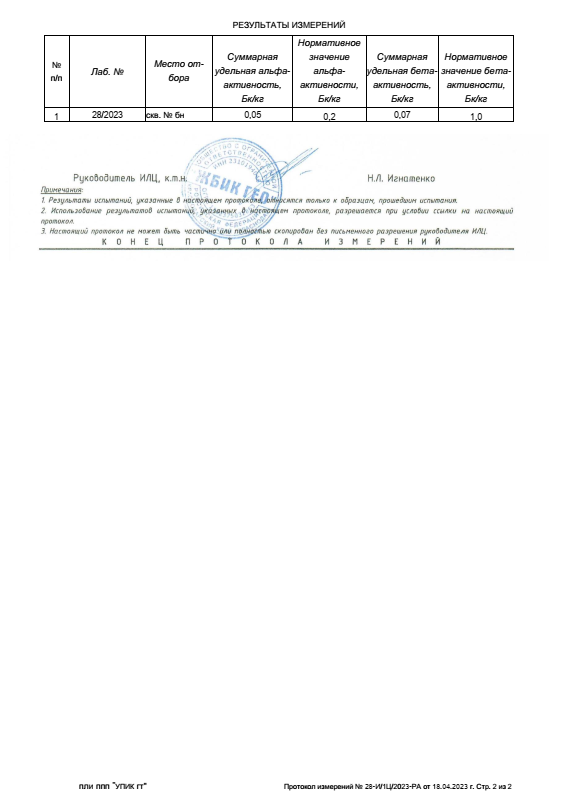 РЕЗУЛЬТАТЫ ИЗМЕРЕНИЙ
№ п/п
Лаб. №
Место от-
бора
Суммарная
удельная альфа-
активность,
Бк/кг
Нормативное
значение
альфа-
активности,
Бк/кг
Суммарная
удельная бета-
активность,
Бк/кг
Нормативное
значение бета-
активности,
Бк/кг
1 28/2023 скв. № бн 0,05 0,2 0,07 1,0
Руководитель ИЛЦ, к.т.н. Н.Л. Игнатенко
Примечания:
1. Результаты испытаний, указанные в настоящем протоколе, относятся только к образцам, прошедшим испытания.
2. Использование результатов испытаний, указанных в настоящем протоколе, разрешается при условии ссылки на настоящий
протокол.
3. Настоящий протокол не может быть частично или полностью скопирован без письменного разрешения руководителя ИЛЦ.
КОНЕЦ ПРОТОКОЛА ИЗМЕРЕНИЙ
Протокол измерений № 28-ИЛЦ/2023-РА от 18.04.2023 г. Стр. 2 из 2